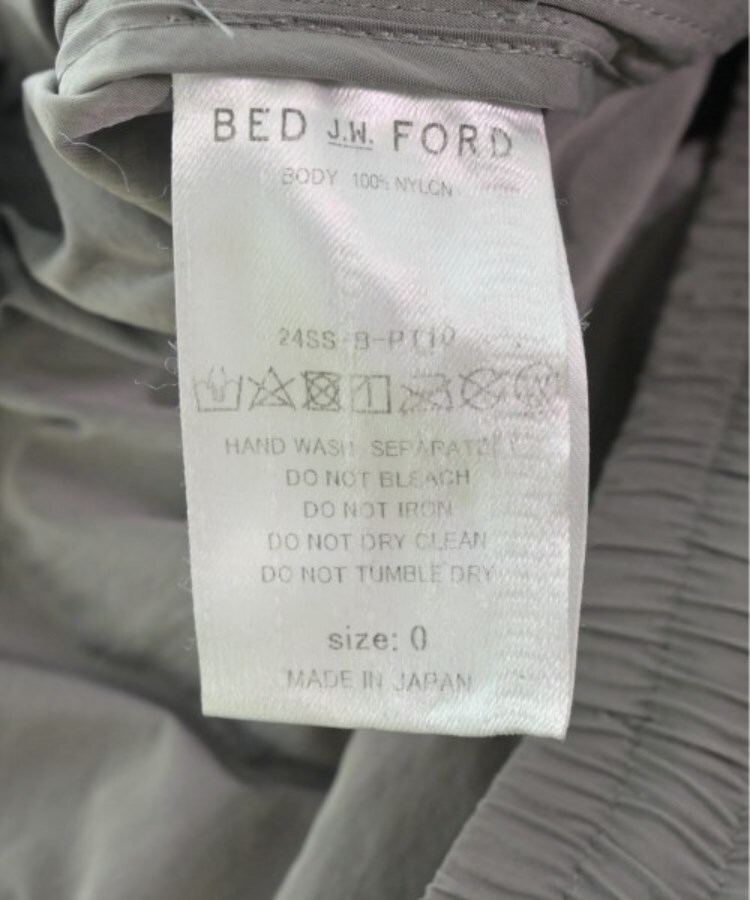 BED J.W. FORD
BODY 100% NYLON
24SS-B-PT10
HAND WASH SEPARATELY
DO NOT BLEACH
DO NOT IRON
DO NOT DRY CLEAN
DO NOT TUMBLE DRY
size: 0
MADE IN JAPAN